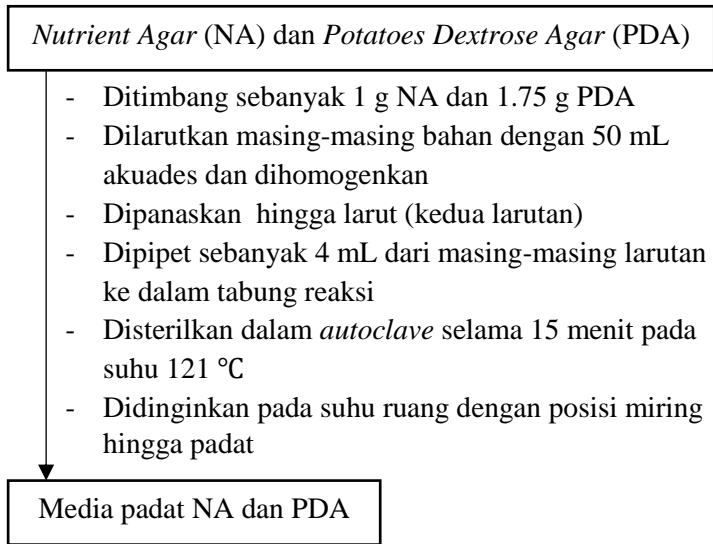 Nutrient Agar (NA) dan Potatoes Dextrose Agar (PDA)
- Ditimbang sebanyak 1 g NA dan 1.75 g PDA
- Dilarutkan masing-masing bahan dengan 50 mL
akuades dan dihomogenkan
- Dipanaskan hingga larut (kedua larutan)
- Dipipet sebanyak 4 mL dari masing-masing larutan
ke dalam tabung reaksi
- Disterilkan dalam autoclave selama 15 menit pada
suhu 121 ℃
- Didinginkan pada suhu ruang dengan posisi miring
hingga padat
Media padat NA dan PDA